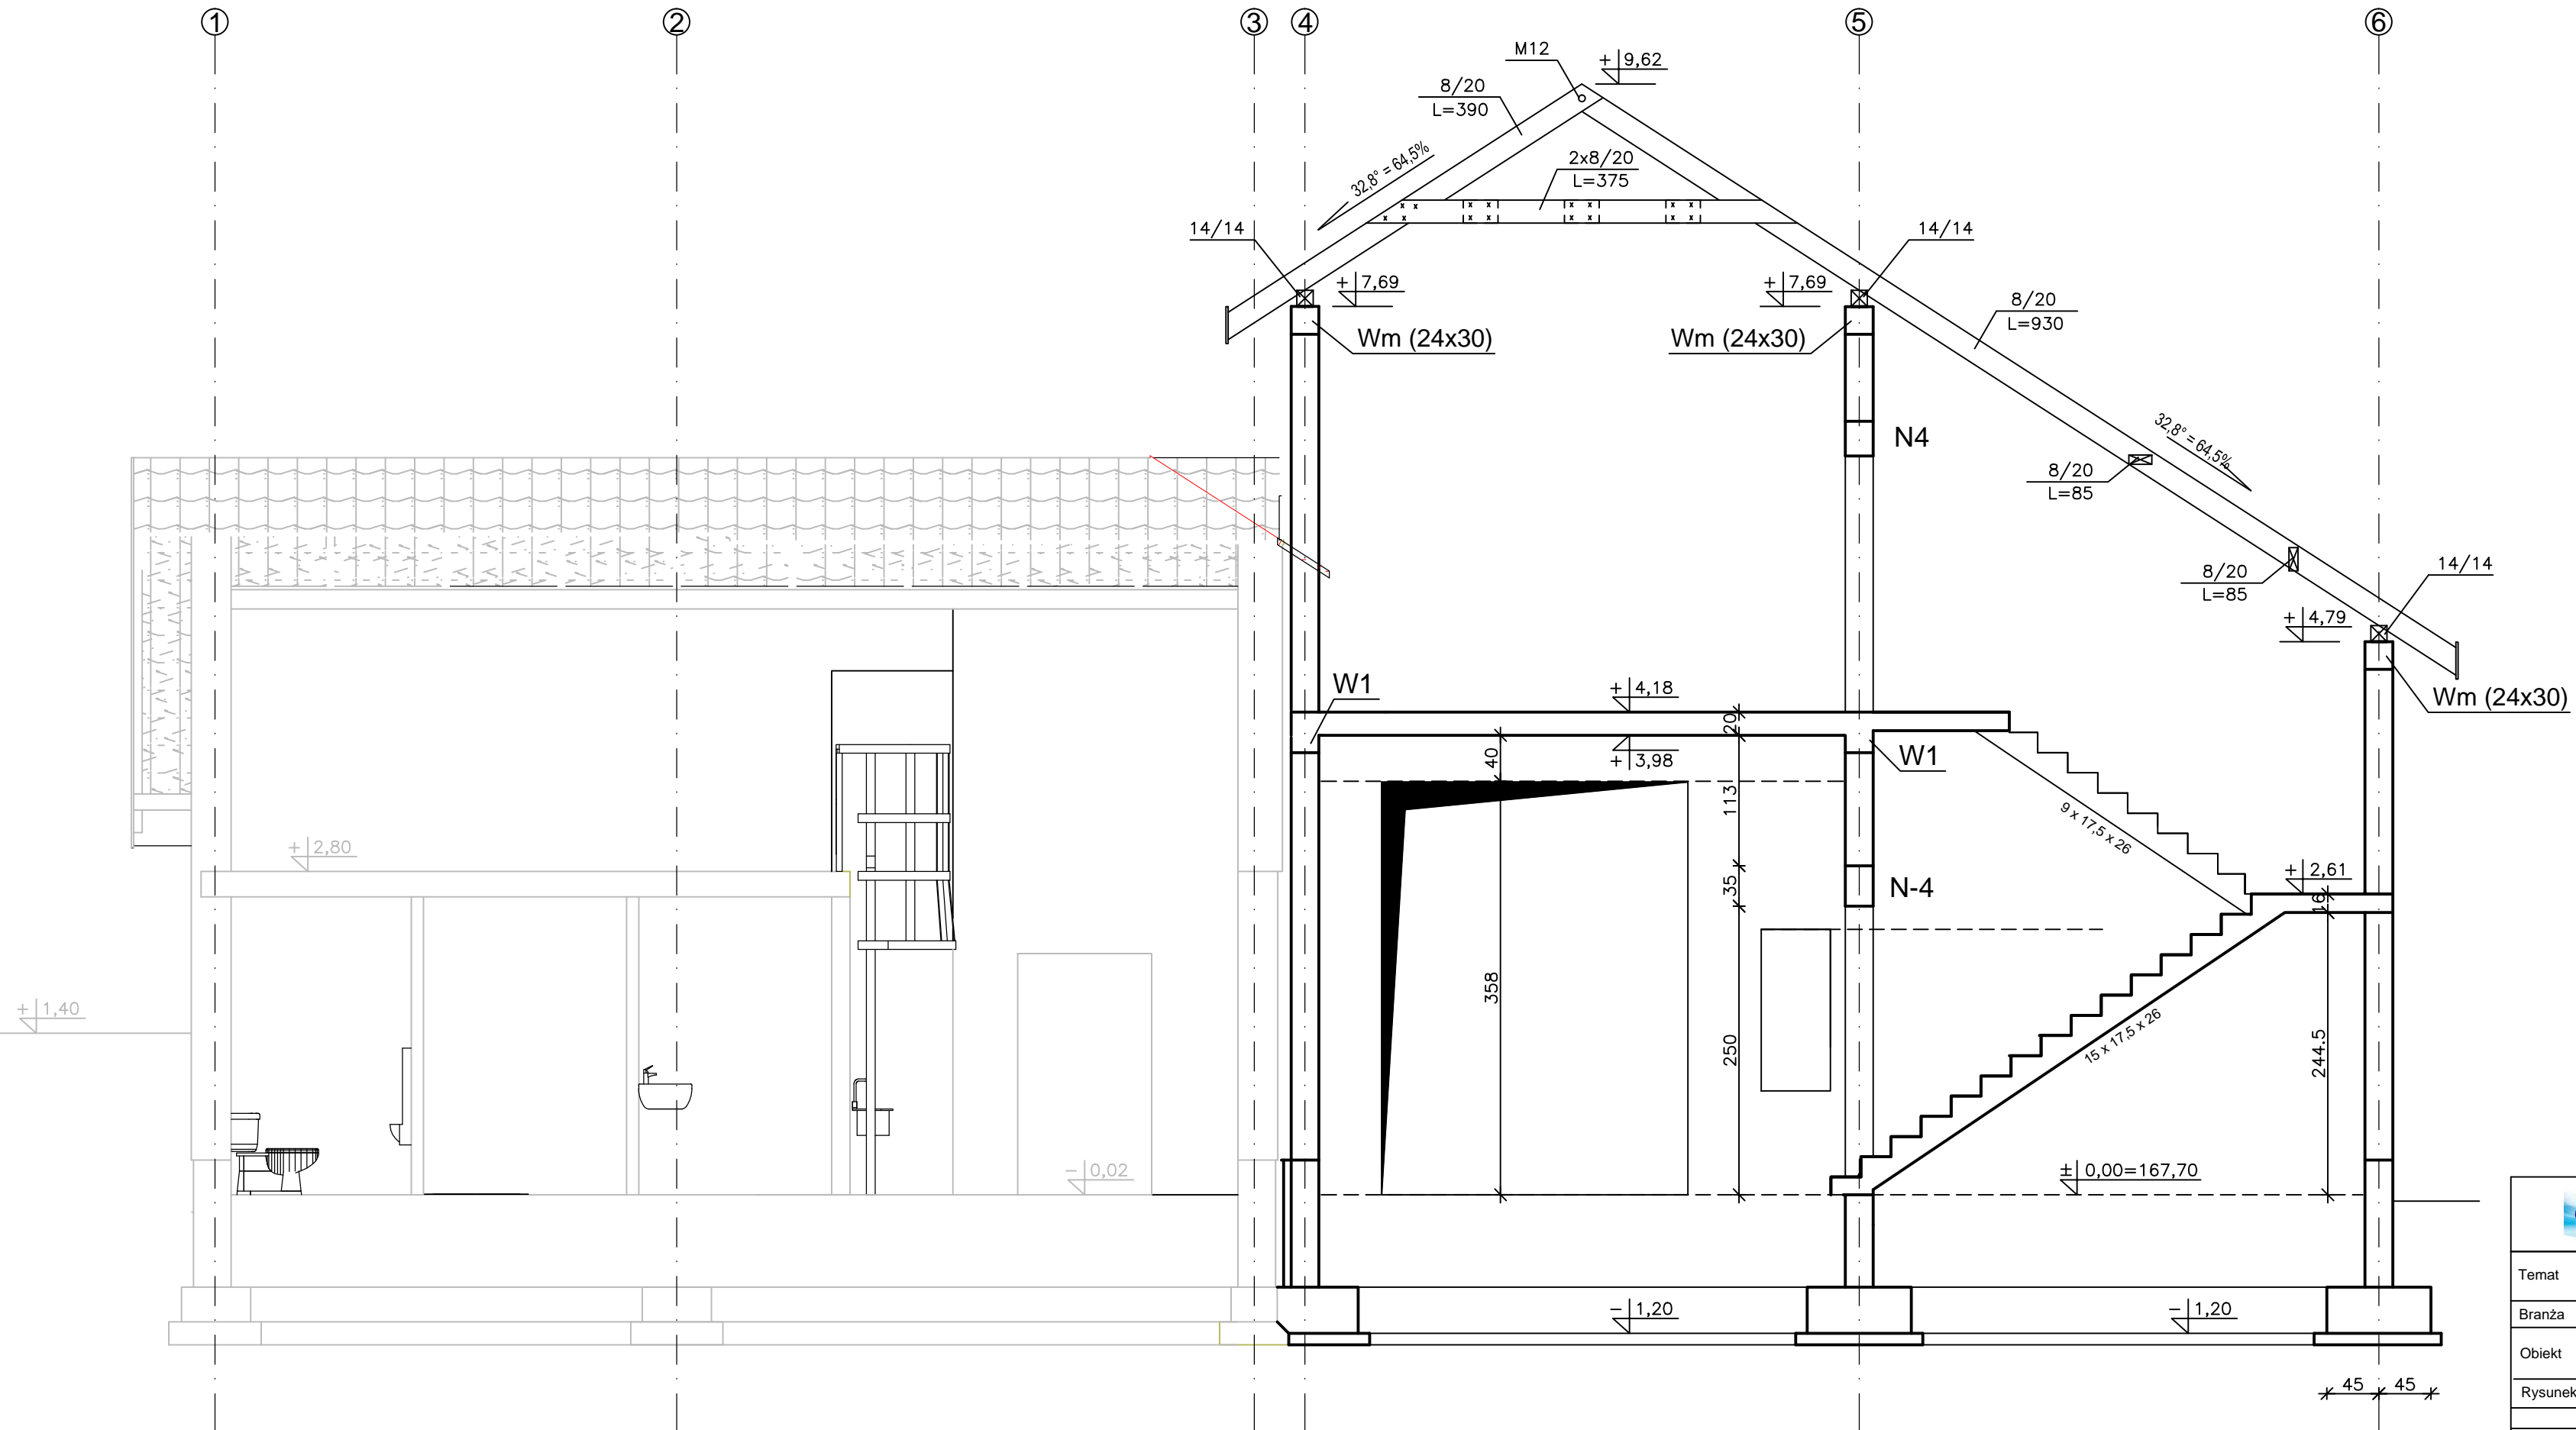 1 2 3 4 5 6
M12
+ 9,62
8/20
L=390
32,8° = 64,5%
2x8/20
L=375
14/14
14/14
+ 7,69
+ 7,69
8/20
L=930
Wm (24x30)
Wm (24x30)
N4
32,8° = 64,5%
8/20
L=85
8/20
L=85
14/14
+ 4,79
W1
+ 4,18
Wm (24x30)
20
40
+ 3,98
W1
113
9 x 17,5 x 26
+ 2,80
35
N-4
+ 2,61
16
358
+ 1,40
250
15 x 17,5 x 26
244.5
- 0,02
± 0,00=167,70
Temat
- 1,20
- 1,20
Branża
Obiekt
45 45
Rysunek